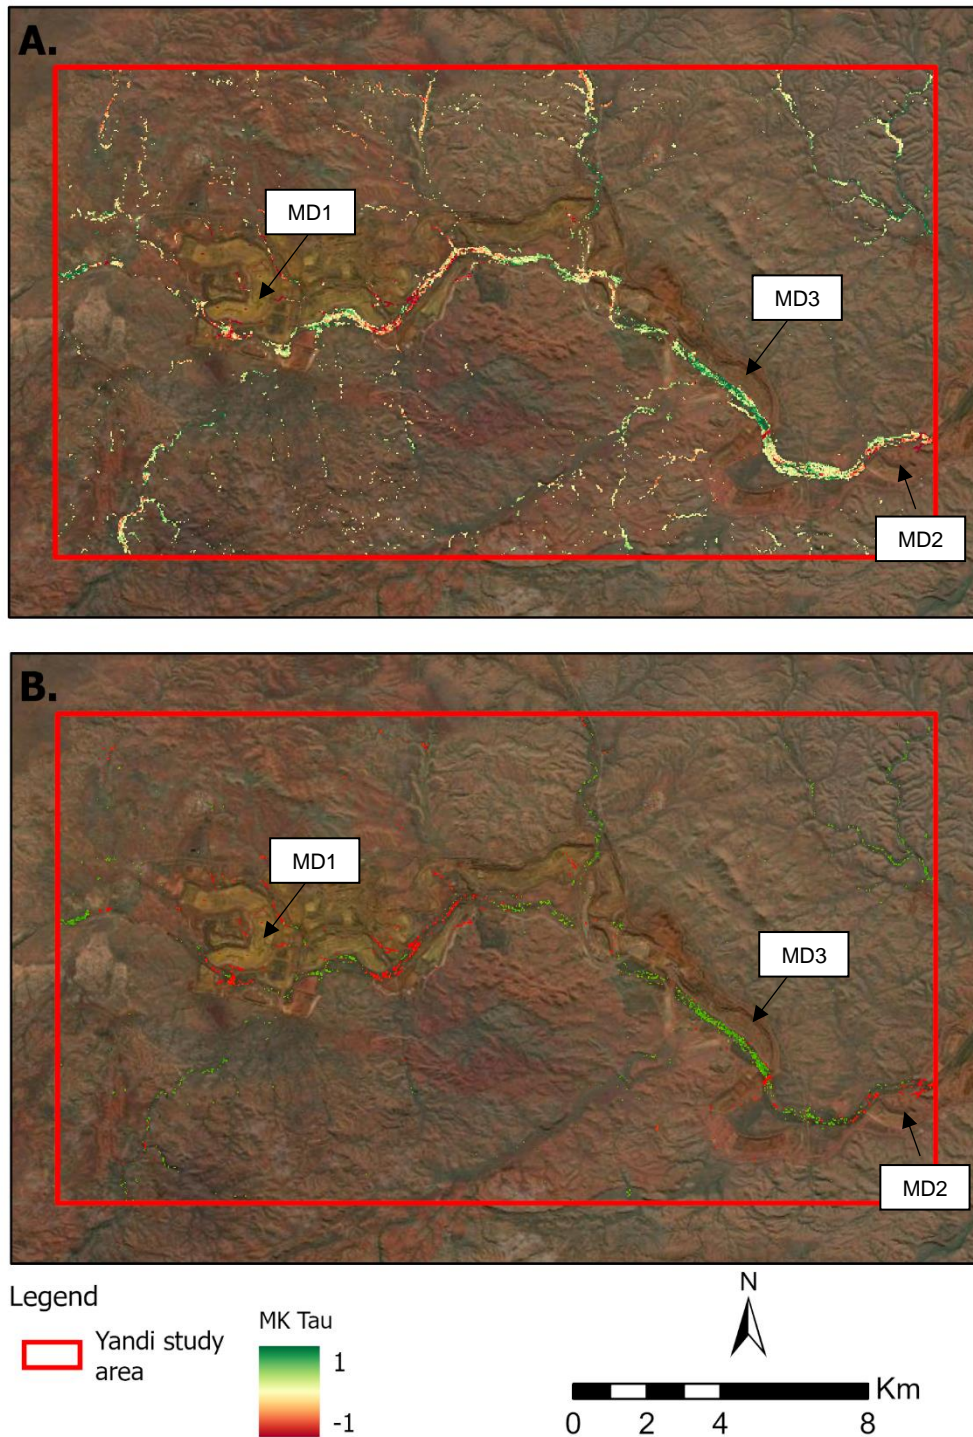 A.
MD1
MD3
MD2
B.
MD1
MD3
MD2
Legend
Yandi study
area
MK Tau
1
-1
N
Km
0 2 4 8